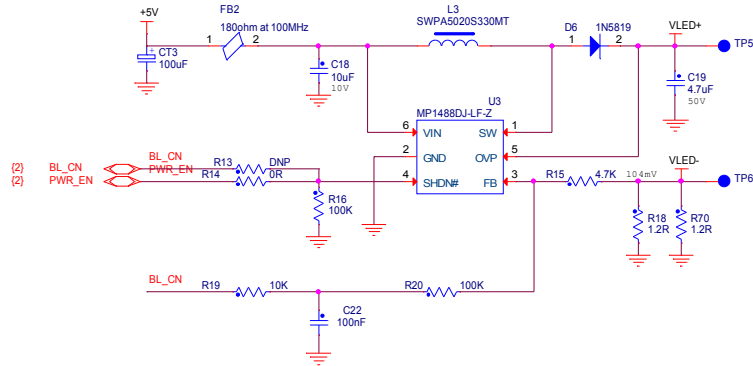 +5V
FB2
180ohm at 100MHz
1
2
CT3
100uF
C18
10uF
10V
L3
SWPA5020S330MT
D6
1N5819
1
2
VLED+
TP5
C19
4.7uF
50V
U3
MP1488DJ-LF-Z
6 VIN SW 1
2 GND OVP 5
4 SHDN# FB 3
{2} BL_CN
{2} PWR_EN
BL_CN
PWR_EN
R13 DNP
R14 0R
R16
100K
R15 4.7K
104mV
VLED-
TP6
R18
1.2R
R70
1.2R
BL_CN
R19 10K
R20 100K
C22
100nF